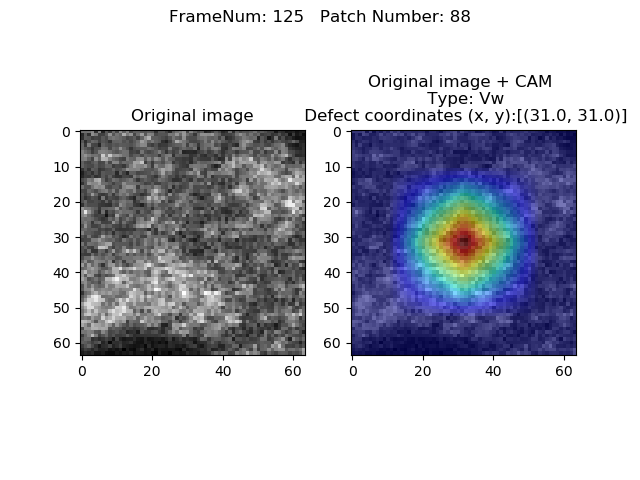 FrameNum: 125   Patch Number: 88
Original image
Original image + CAM
Type: Vw
Defect coordinates (x, y):[(31.0, 31.0)]
0
10
20
30
40
50
60
0 20 40 60
0
10
20
30
40
50
60
0 20 40 60